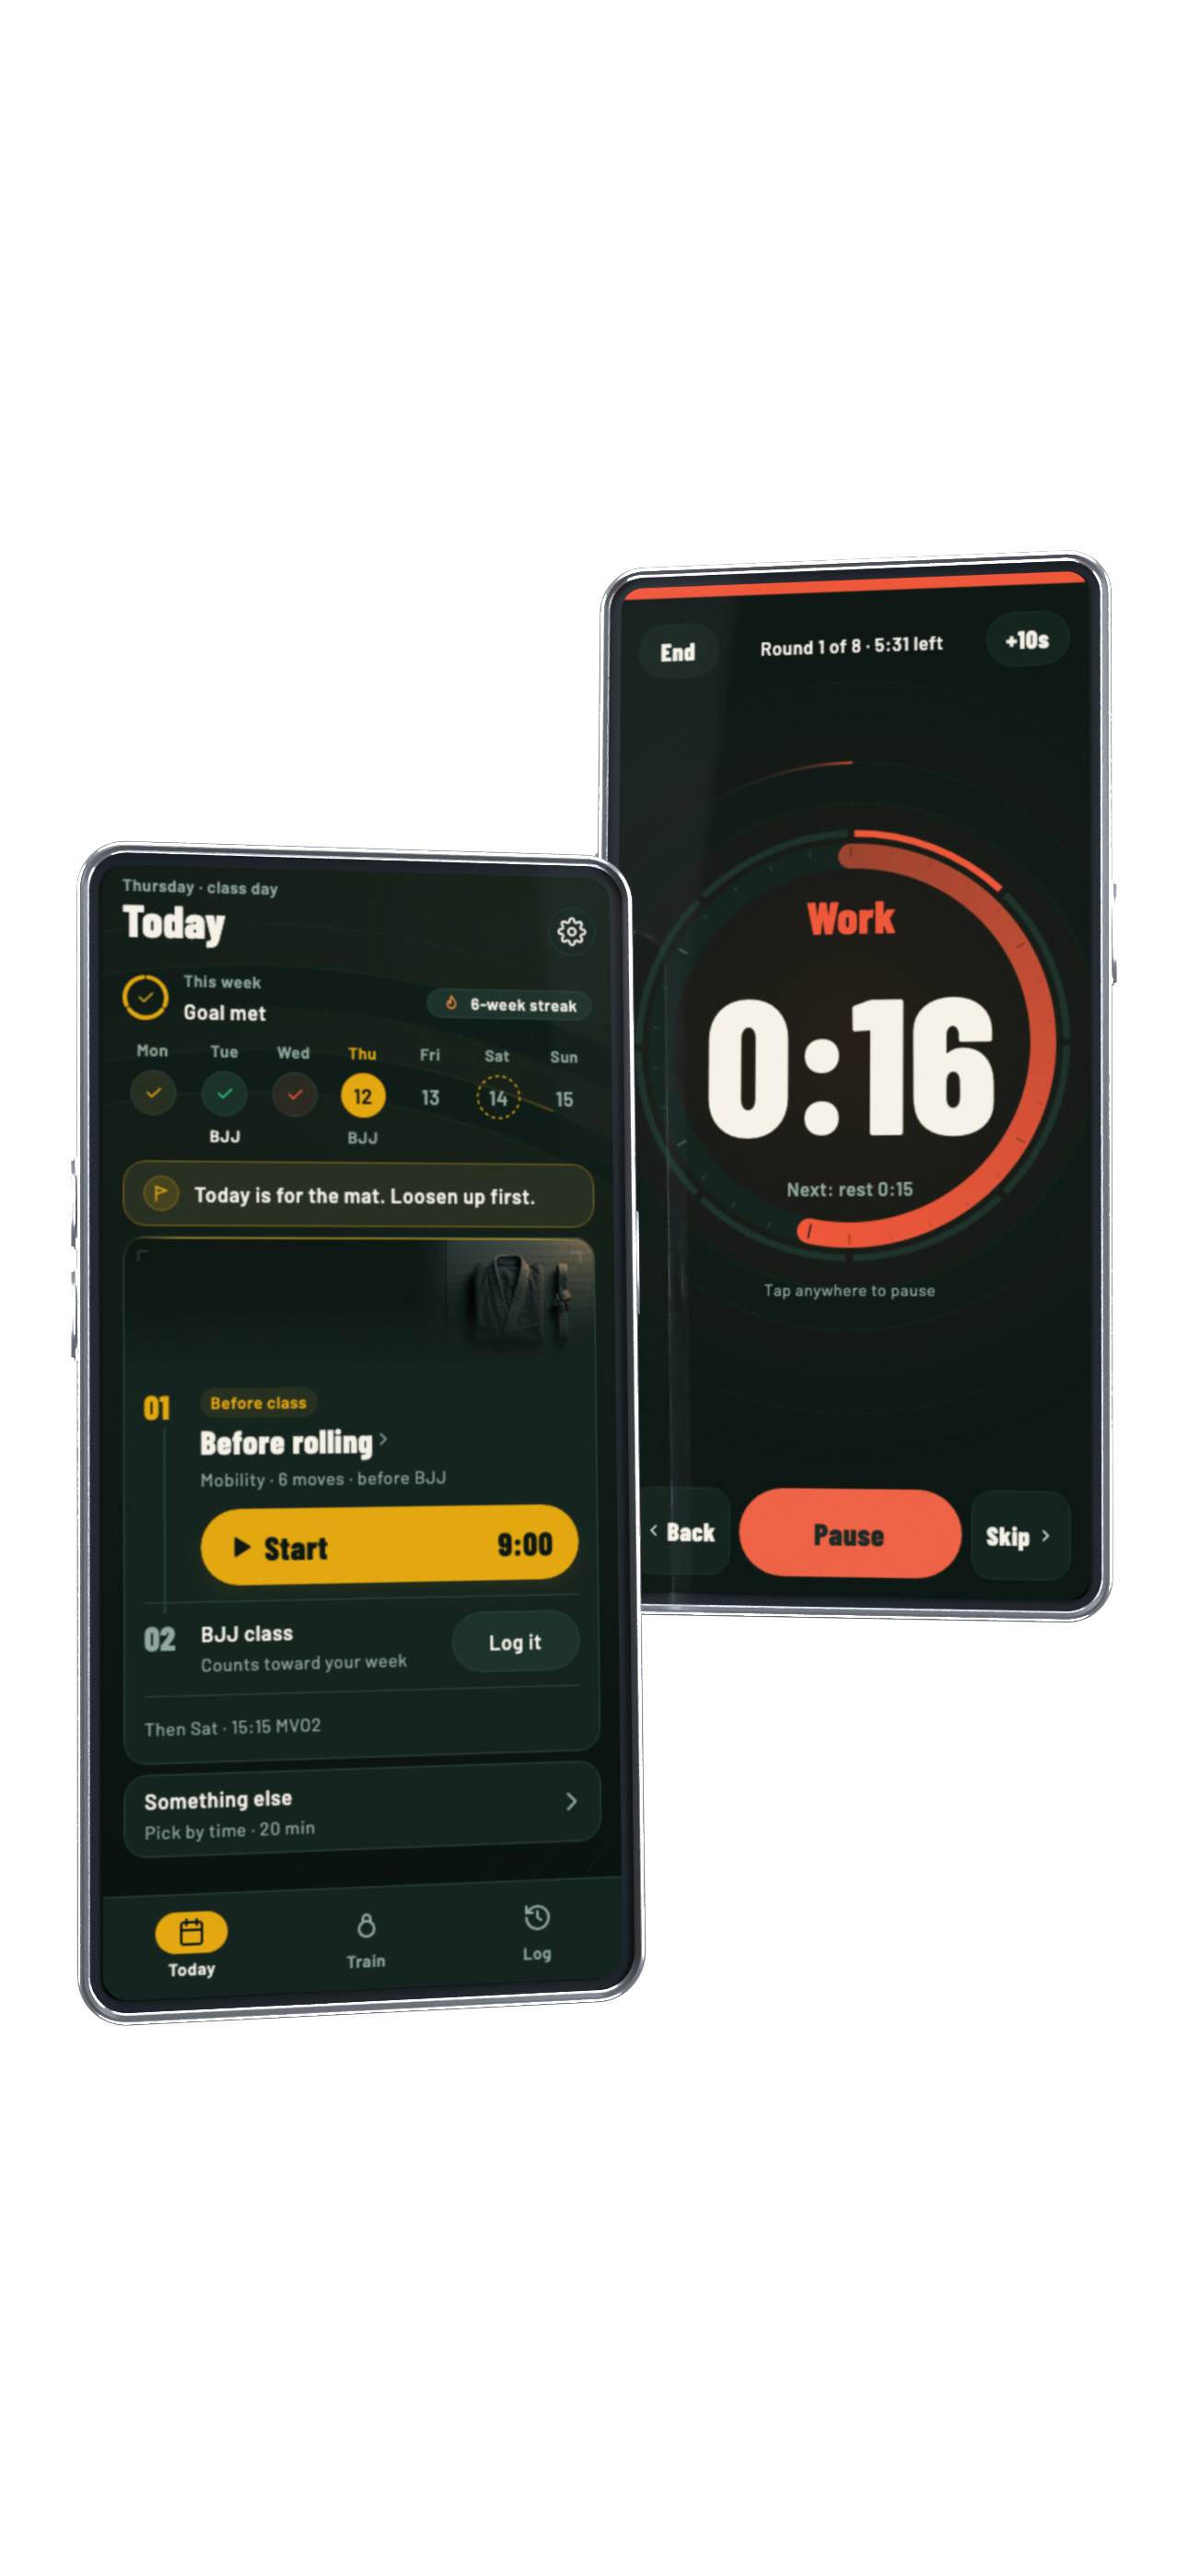 Thursday · class day
Today
This week
Goal met
6-week streak
Mon Tue Wed Thu Fri Sat Sun
12 13 14 15
BJJ BJJ
Today is for the mat. Loosen up first.
01
Before class
Before rolling
Mobility · 6 moves · before BJJ
Start 9:00
02
BJJ class
Counts toward your week
Log it
Then Sat · 15:15 MVO2
Something else
Pick by time · 20 min
Today Train Log
End
Round 1 of 8 · 5:31 left
+10s
Work
0:16
Next: rest 0:15
Tap anywhere to pause
Back
Pause
Skip